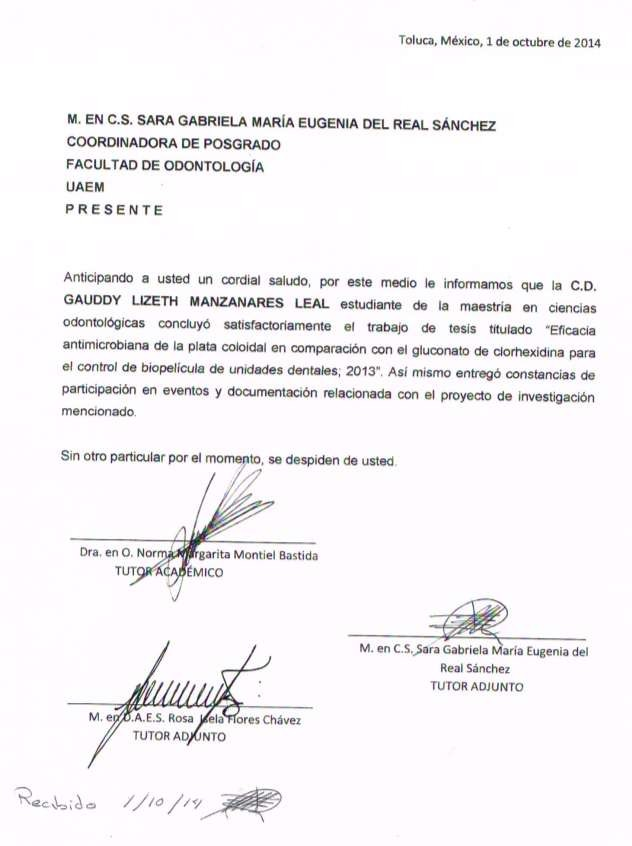 Toluca, México, 1 de octubre de 2014
M. EN C.S. SARA GABRIELA MARÍA EUGENIA DEL REAL SÁNCHEZ
COORDINADORA DE POSGRADO
FACULTAD DE ODONTOLOGÍA
UAEM
P R E S E N T E
Anticipando a usted un cordial saludo, por este medio le informamos que la C.D.
GAUDDY LIZETH MANZANARES LEAL estudiante de la maestría en ciencias
odontológicas concluyó satisfactoriamente el trabajo de tesis titulado "Eficacia
antimicrobiana de la plata coloidal en comparación con el gluconato de clorhexidina para
el control de biopelícula de unidades dentales; 2013". Así mismo entregó constancias de
participación en eventos y documentación relacionada con el proyecto de investigación
mencionado.
Sin otro particular por el momento, se despiden de usted.
Dra. en O. Norma Margarita Montiel Bastida
TUTOR ACADÉMICO
M. en C.S. Sara Gabriela María Eugenia del
Real Sánchez
TUTOR ADJUNTO
M. en D.A.E.S. Rosa Isela Flores Chávez
TUTOR ADJUNTO
Recibido 1/10/14